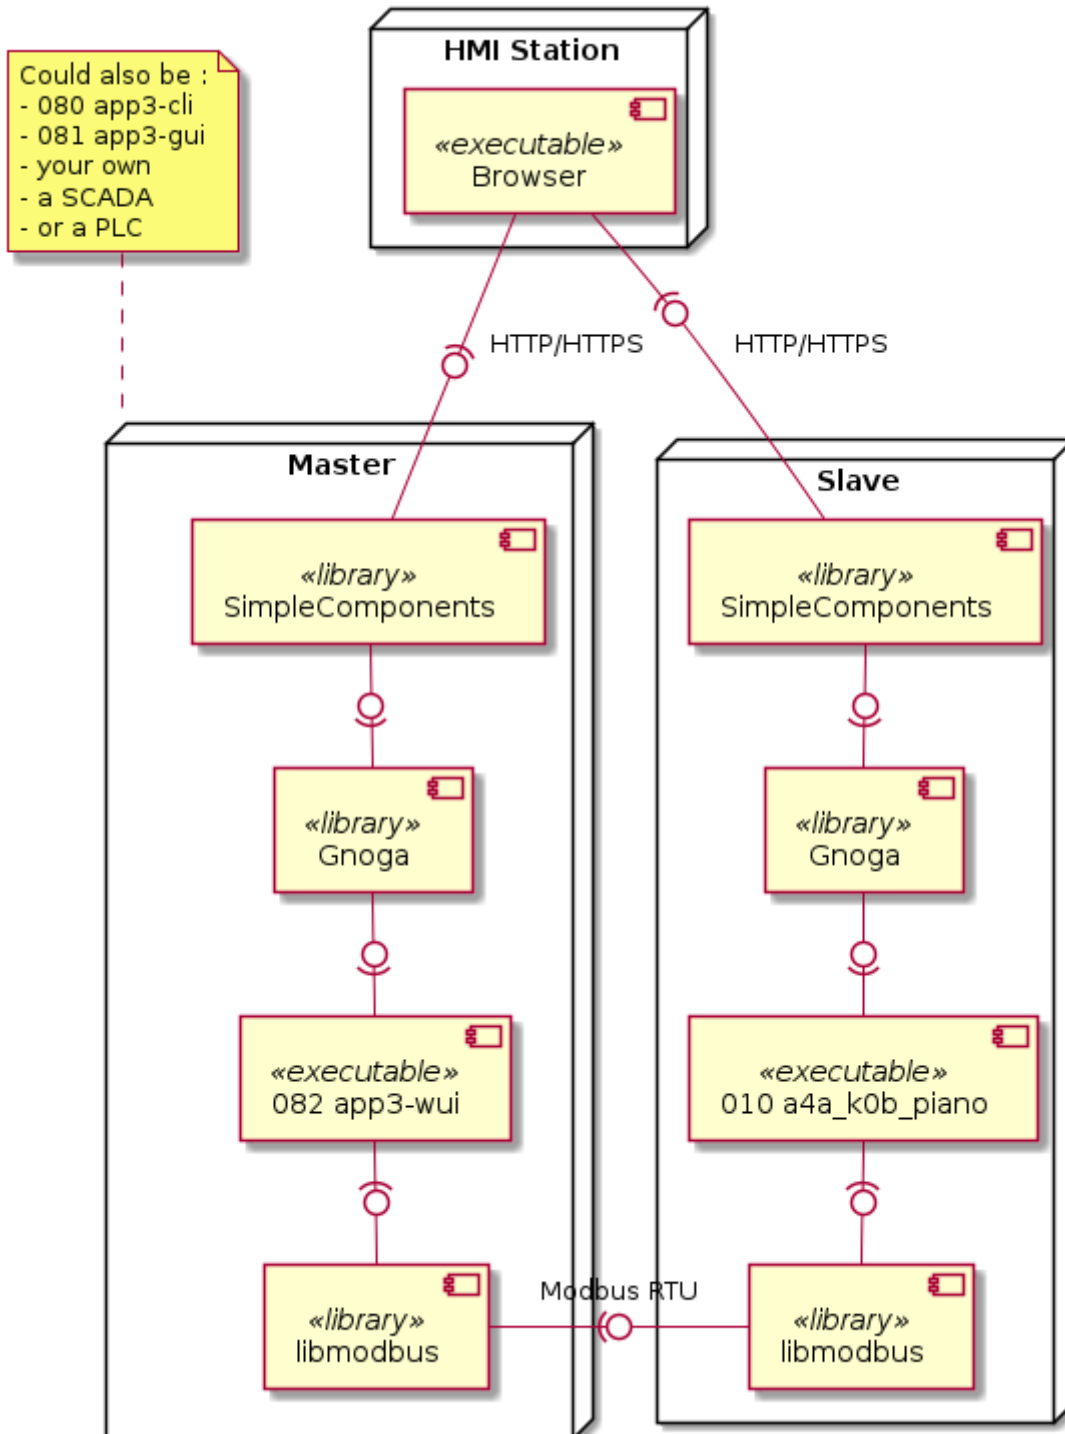 HMI Station
«executable»
Browser
Could also be :
- 080 app3-cli
- 081 app3-gui
- your own
- a SCADA
- or a PLC
HTTP/HTTPS
HTTP/HTTPS
Master
«library»
SimpleComponents
«library»
Gnoga
«executable»
082 app3-wui
«library»
libmodbus
Modbus RTU
Slave
«library»
SimpleComponents
«library»
Gnoga
«executable»
010 a4a_k0b_piano
«library»
libmodbus